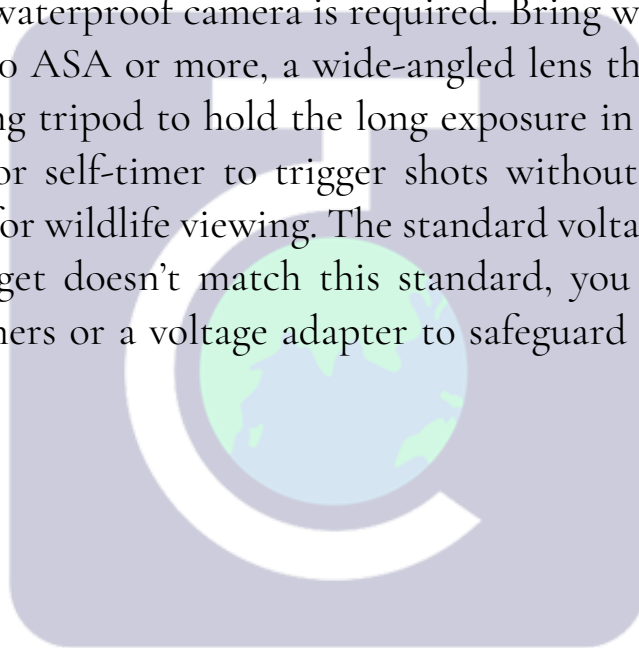 waterproof camera is required. Bring w
o ASA or more, a wide-angled lens th
ng tripod to hold the long exposure in
or self-timer to trigger shots without
for wildlife viewing. The standard volta
get doesn't match this standard, you
ners or a voltage adapter to safeguard